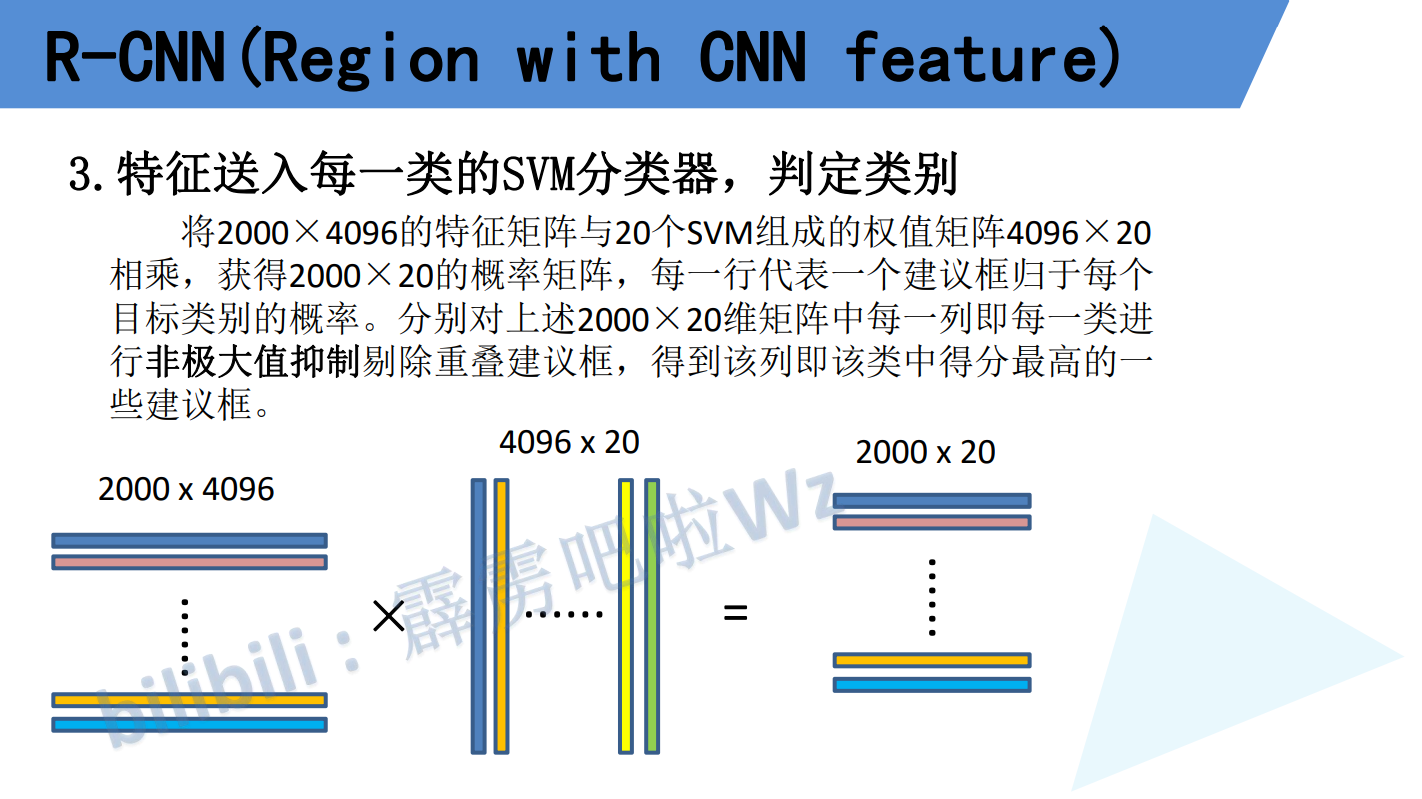 R-CNN(Region with CNN feature)
3.特征送入每一类的SVM分类器，判定类别
将2000×4096的特征矩阵与20个SVM组成的权值矩阵4096×20
相乘，获得2000×20的概率矩阵，每一行代表一个建议框归于每个
目标类别的概率。分别对上述2000×20维矩阵中每一列即每一类进
行非极大值抑制剔除重叠建议框，得到该列即该类中得分最高的一
些建议框。
4096 x 20
2000 x 20
2000 x 4096
× ...... =
bilibili：霹雳吧啦Wz